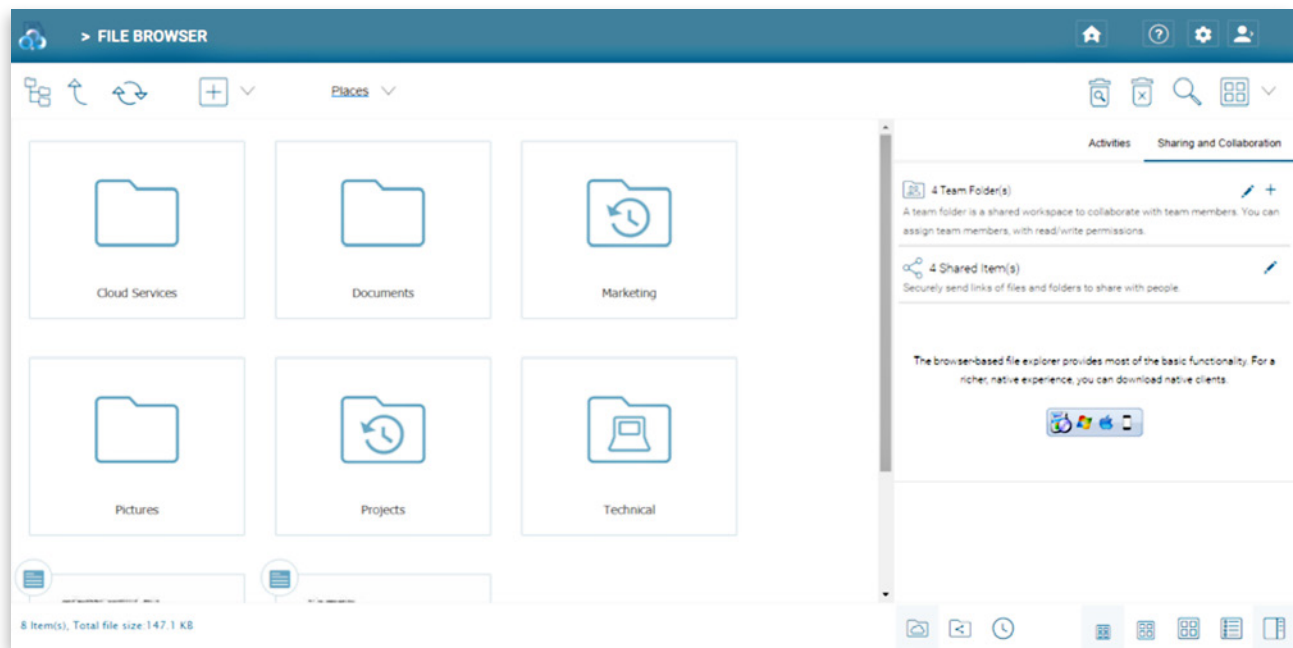 > FILE BROWSER
Places
Cloud Services
Documents
Marketing
Pictures
Projects
Technical
Activities
Sharing and Collaboration
4 Team Folder(s)
A team folder is a shared workspace to collaborate with team members. You can
assign team members, with read/write permissions.
4 Shared Item(s)
Securely send links of files and folders to share with people.
The browser-based file explorer provides most of the basic functionality. For a
richer, native experience, you can download native clients.
8 Item(s), Total file size:147.1 KB